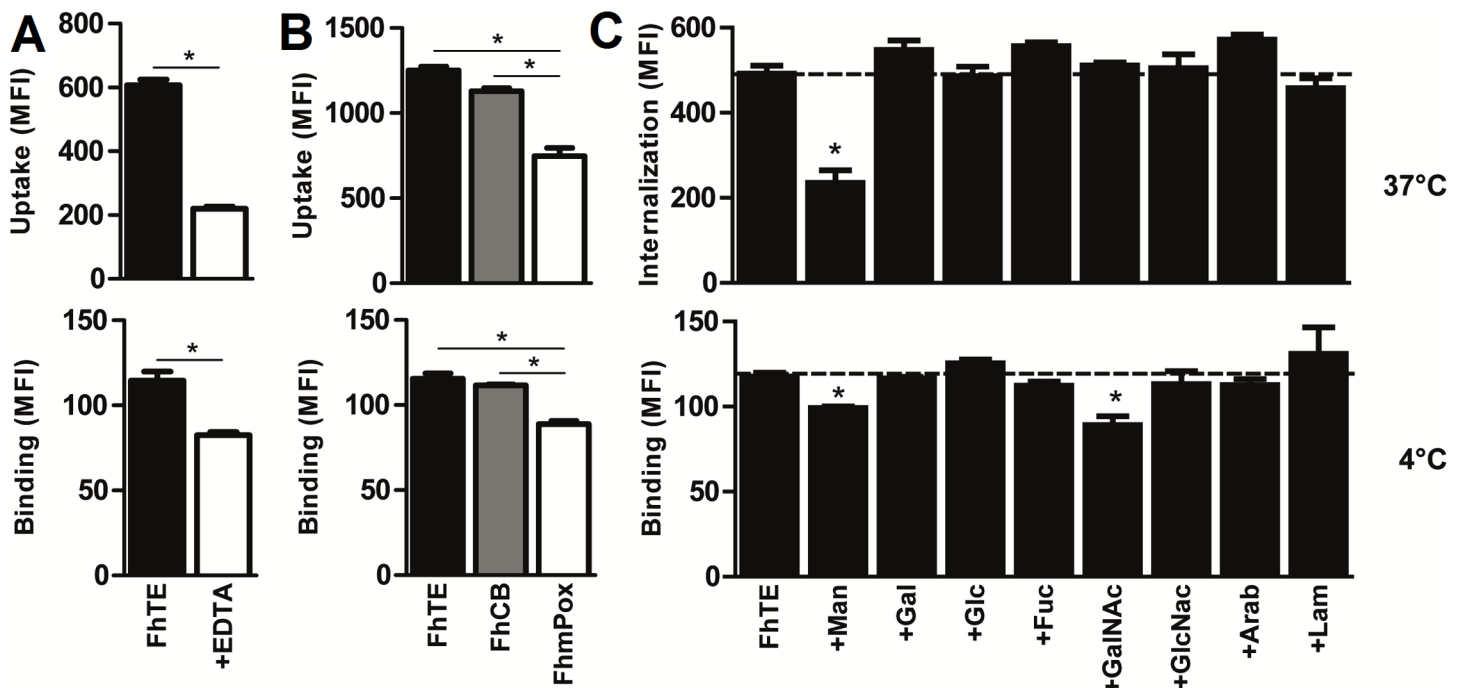 A
Uptake (MFI)
800
600
400
200
0
*
B
Uptake (MFI)
1500
1000
500
0
*
*
C
Internalization (MFI)
600
400
200
0
*
37°C
Binding (MFI)
150
100
50
0
*
FhTE
+EDTA
Binding (MFI)
150
100
50
0
*
*
FhTE
FhCB
FhmPox
Binding (MFI)
150
100
50
0
*
*
FhTE
+Man
+Gal
+Glc
+Fuc
+GalNAc
+GlcNac
+Arab
+Lam
4°C